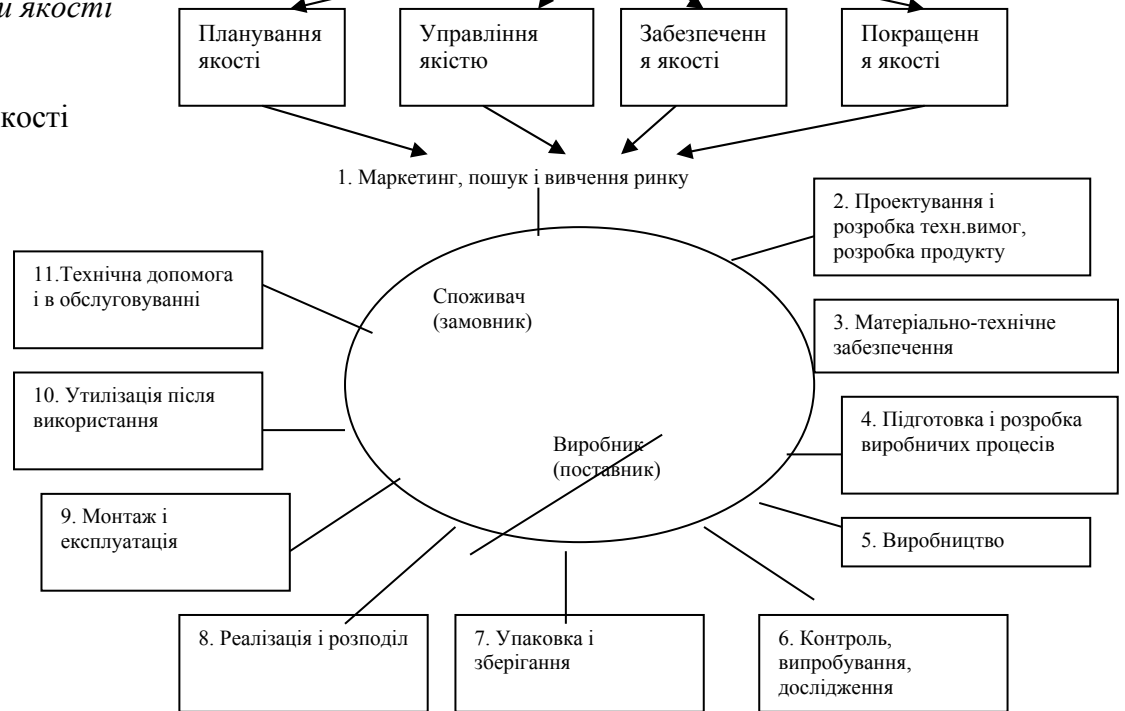 и якості
Планування
якості
Управління
якістю
Забезпеченн
я якості
Покращенн
я якості
кості
1. Маркетинг, пошук і вивчення ринку
2. Проектування і
розробка техн.вимог,
розробка продукту
11.Технічна допомога
і в обслуговуванні
Споживач
(замовник)
3. Матеріально-технічне
забезпечення
10. Утилізація після
використання
4. Підготовка і розробка
виробничих процесів
Виробник
(поставник)
9. Монтаж і
експлуатація
5. Виробництво
8. Реалізація і розподіл
7. Упаковка і
зберігання
6. Контроль,
випробування,
дослідження